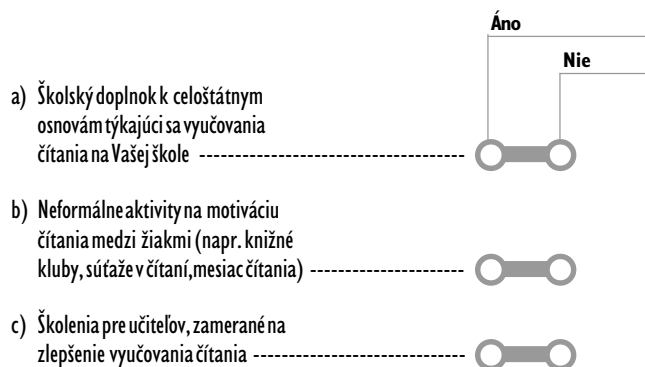 Áno
Nie
a) Školský doplnok k celoštátnym
osnovám týkajúci sa vyučovania
čítania na Vašej škole ---------------------------------
b) Neformálne aktivity na motiváciu
čítania medzi žiakmi (napr. knižné
kluby, súťaže v čítaní, mesiac čítania) -------------------
c) Školenia pre učiteľov, zamerané na
zlepšenie vyučovania čítania --------------------------